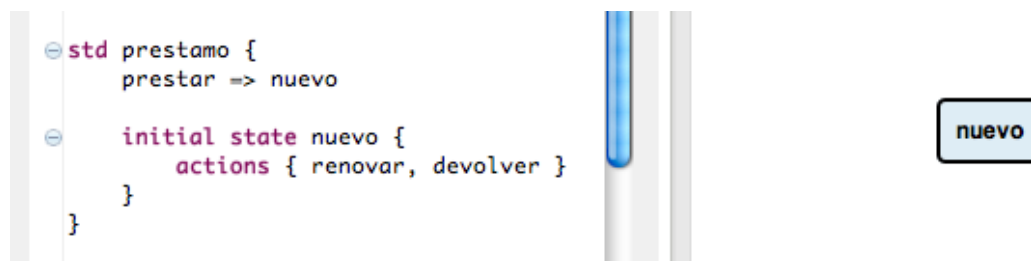 std prestamo {
prestar => nuevo
initial state nuevo {
actions { renovar, devolver }
}
}
nuevo